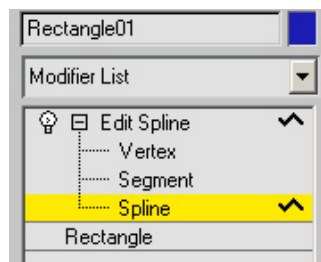 Rectangle01
Modifier List
Edit Spline
Vertex
Segment
Spline
Rectangle